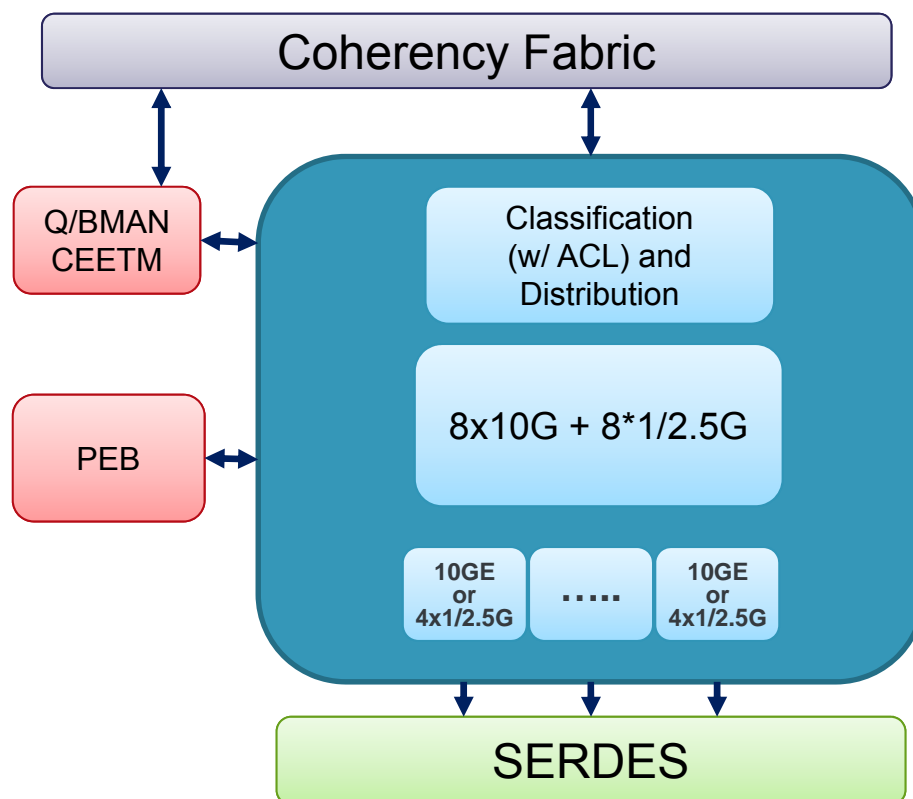 Coherency Fabric
Q/BMAN
CEETM
Classification
(w/ ACL) and
Distribution
PEB
8x10G + 8*1/2.5G
10GE
or
4x1/2.5G
.....
10GE
or
4x1/2.5G
SERDES